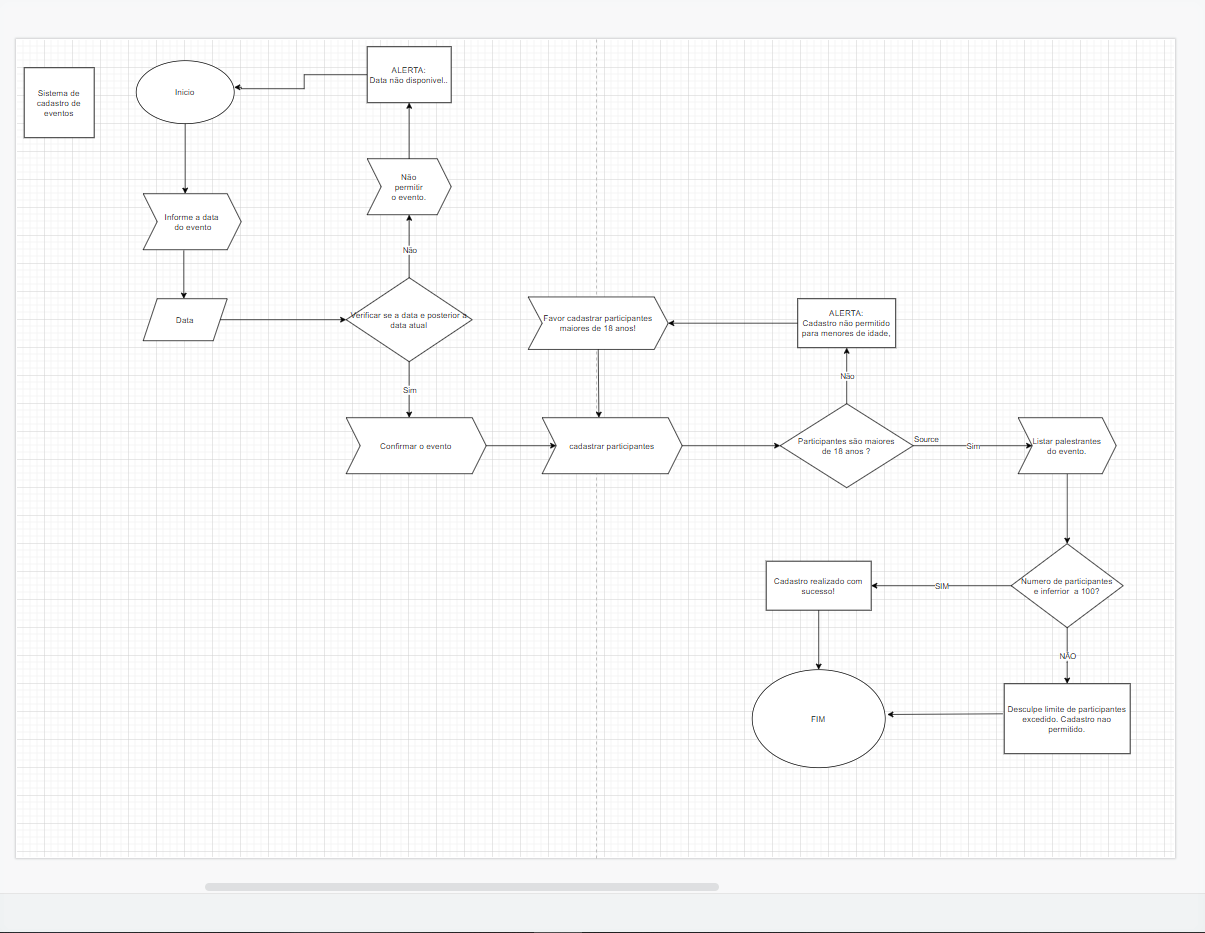 Sistema de
cadastro de
eventos
Inicio
ALERTA:
Data não disponivel..
Não
permitir
o evento.
Informe a data
do evento
Não
Data
Verificar se a data e posterior a
data atual
Sim
Favor cadastrar participantes
maiores de 18 anos!
ALERTA:
Cadastro não permitido
para menores de idade,
Não
Confirmar o evento
cadastrar participantes
Participantes são maiores
de 18 anos ?
Source
Sim
Listar palestrantes
do evento.
Cadastro realizado com
sucesso!
SIM
Numero de participantes
e inferrior a 100?
NÃO
FIM
Desculpe limite de participantes
excedido. Cadastro nao
permitido.